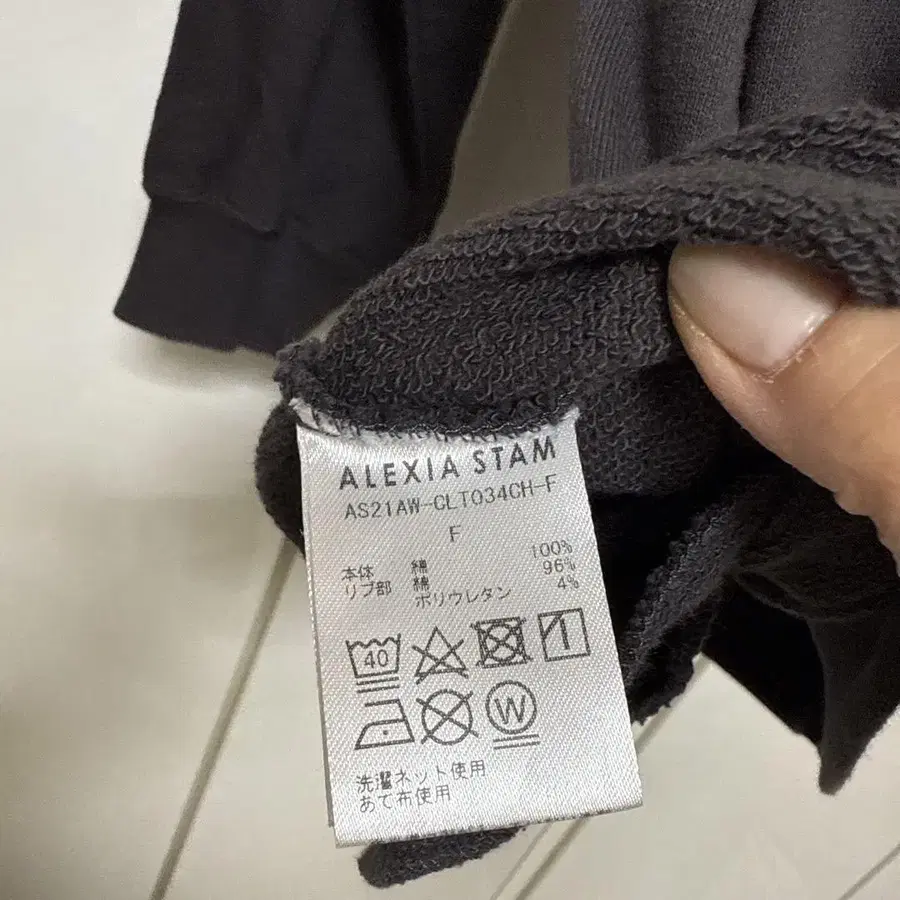 ALEXIA STAM
AS21AW-CLT034CH-F
F
本体 綿 100%
リブ部 綿 96%
ポリウレタン 4%
40
W
洗濯ネット使用
あて布使用